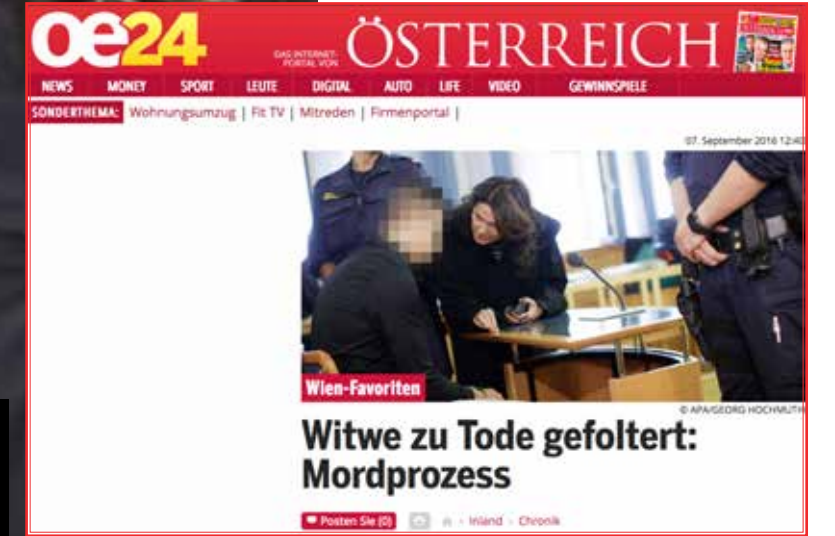 oe24 DAS INTERNET- PORTAL VON ÖSTERREICH
NEWS MONEY SPORT LEUTE DIGITAL AUTO LIFE VIDEO GEWINNSPIELE
SONDERTHEMA: Wohnungsumzug | Fit TV | Mitreden | Firmenportal |
07. September 2016 12:40
Wien-Favoriten
© APA/GEORG HOCHMUTH
Witwe zu Tode gefoltert:
Mordprozess
Posten Sie (0) Inland Chronik